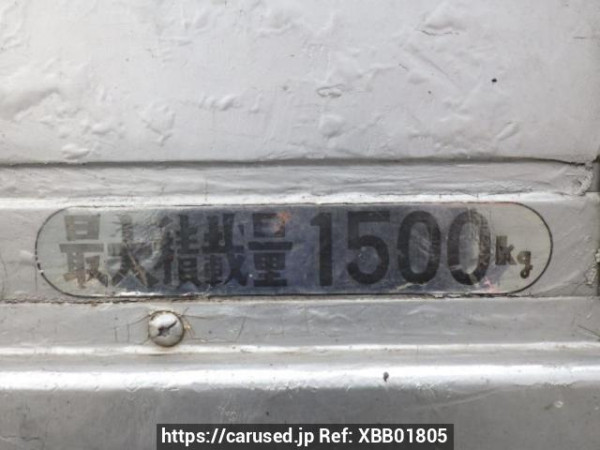 最大積載量1500kg
https://carused.jp Ref: XBB01805